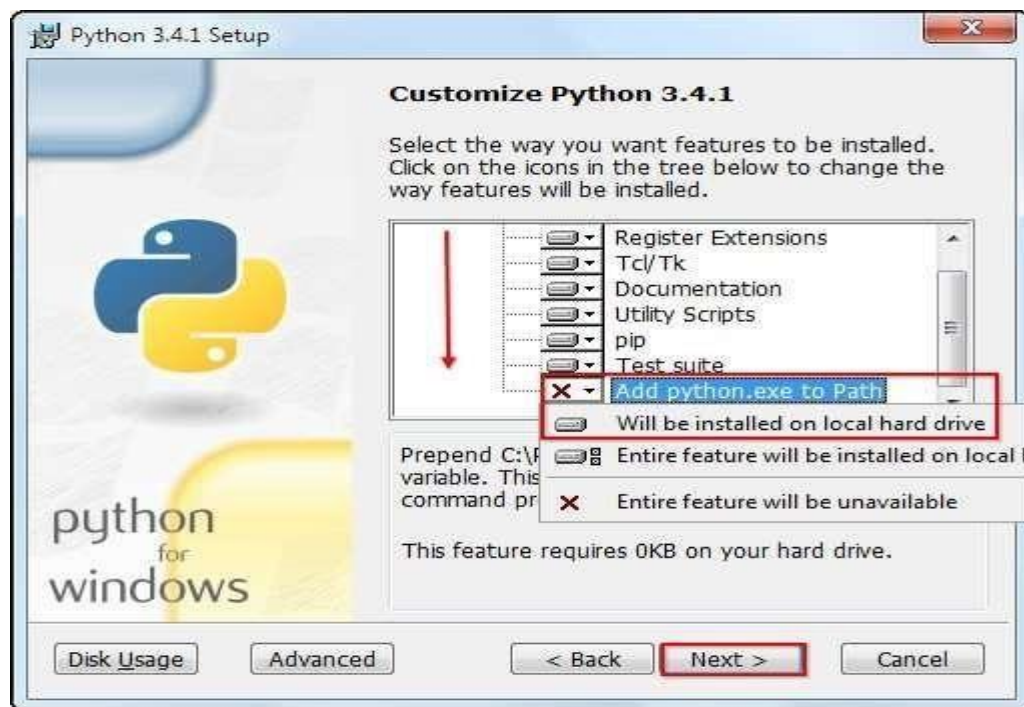 Python 3.4.1 Setup
Customize Python 3.4.1
Select the way you want features to be installed.
Click on the icons in the tree below to change the
way features will be installed.
Register Extensions
Tcl/Tk
Documentation
Utility Scripts
pip
Test suite
Add python.exe to Path
Will be installed on local hard drive
Entire feature will be installed on local
Entire feature will be unavailable
Prepend C:\
variable. This
command
This feature requires 0KB on your hard drive.
python
for
windows
Disk Usage
Advanced
< Back
Next >
Cancel